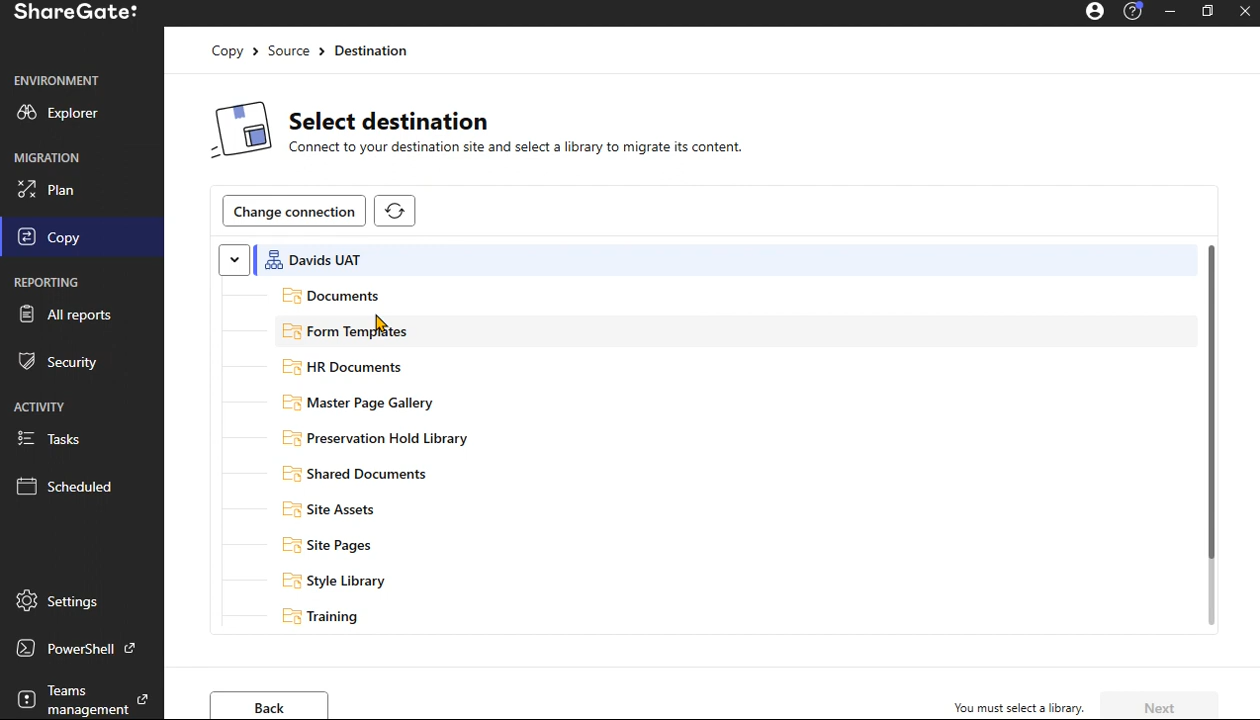 ShareGate:
Copy > Source > Destination
ENVIRONMENT
Explorer
MIGRATION
Plan
Copy
REPORTING
All reports
Security
ACTIVITY
Tasks
Scheduled
Settings
PowerShell
Teams
management
Select destination
Connect to your destination site and select a library to migrate its content.
Change connection
Davids UAT
Documents
Form Templates
HR Documents
Master Page Gallery
Preservation Hold Library
Shared Documents
Site Assets
Site Pages
Style Library
Training
Back
You must select a library.
Next